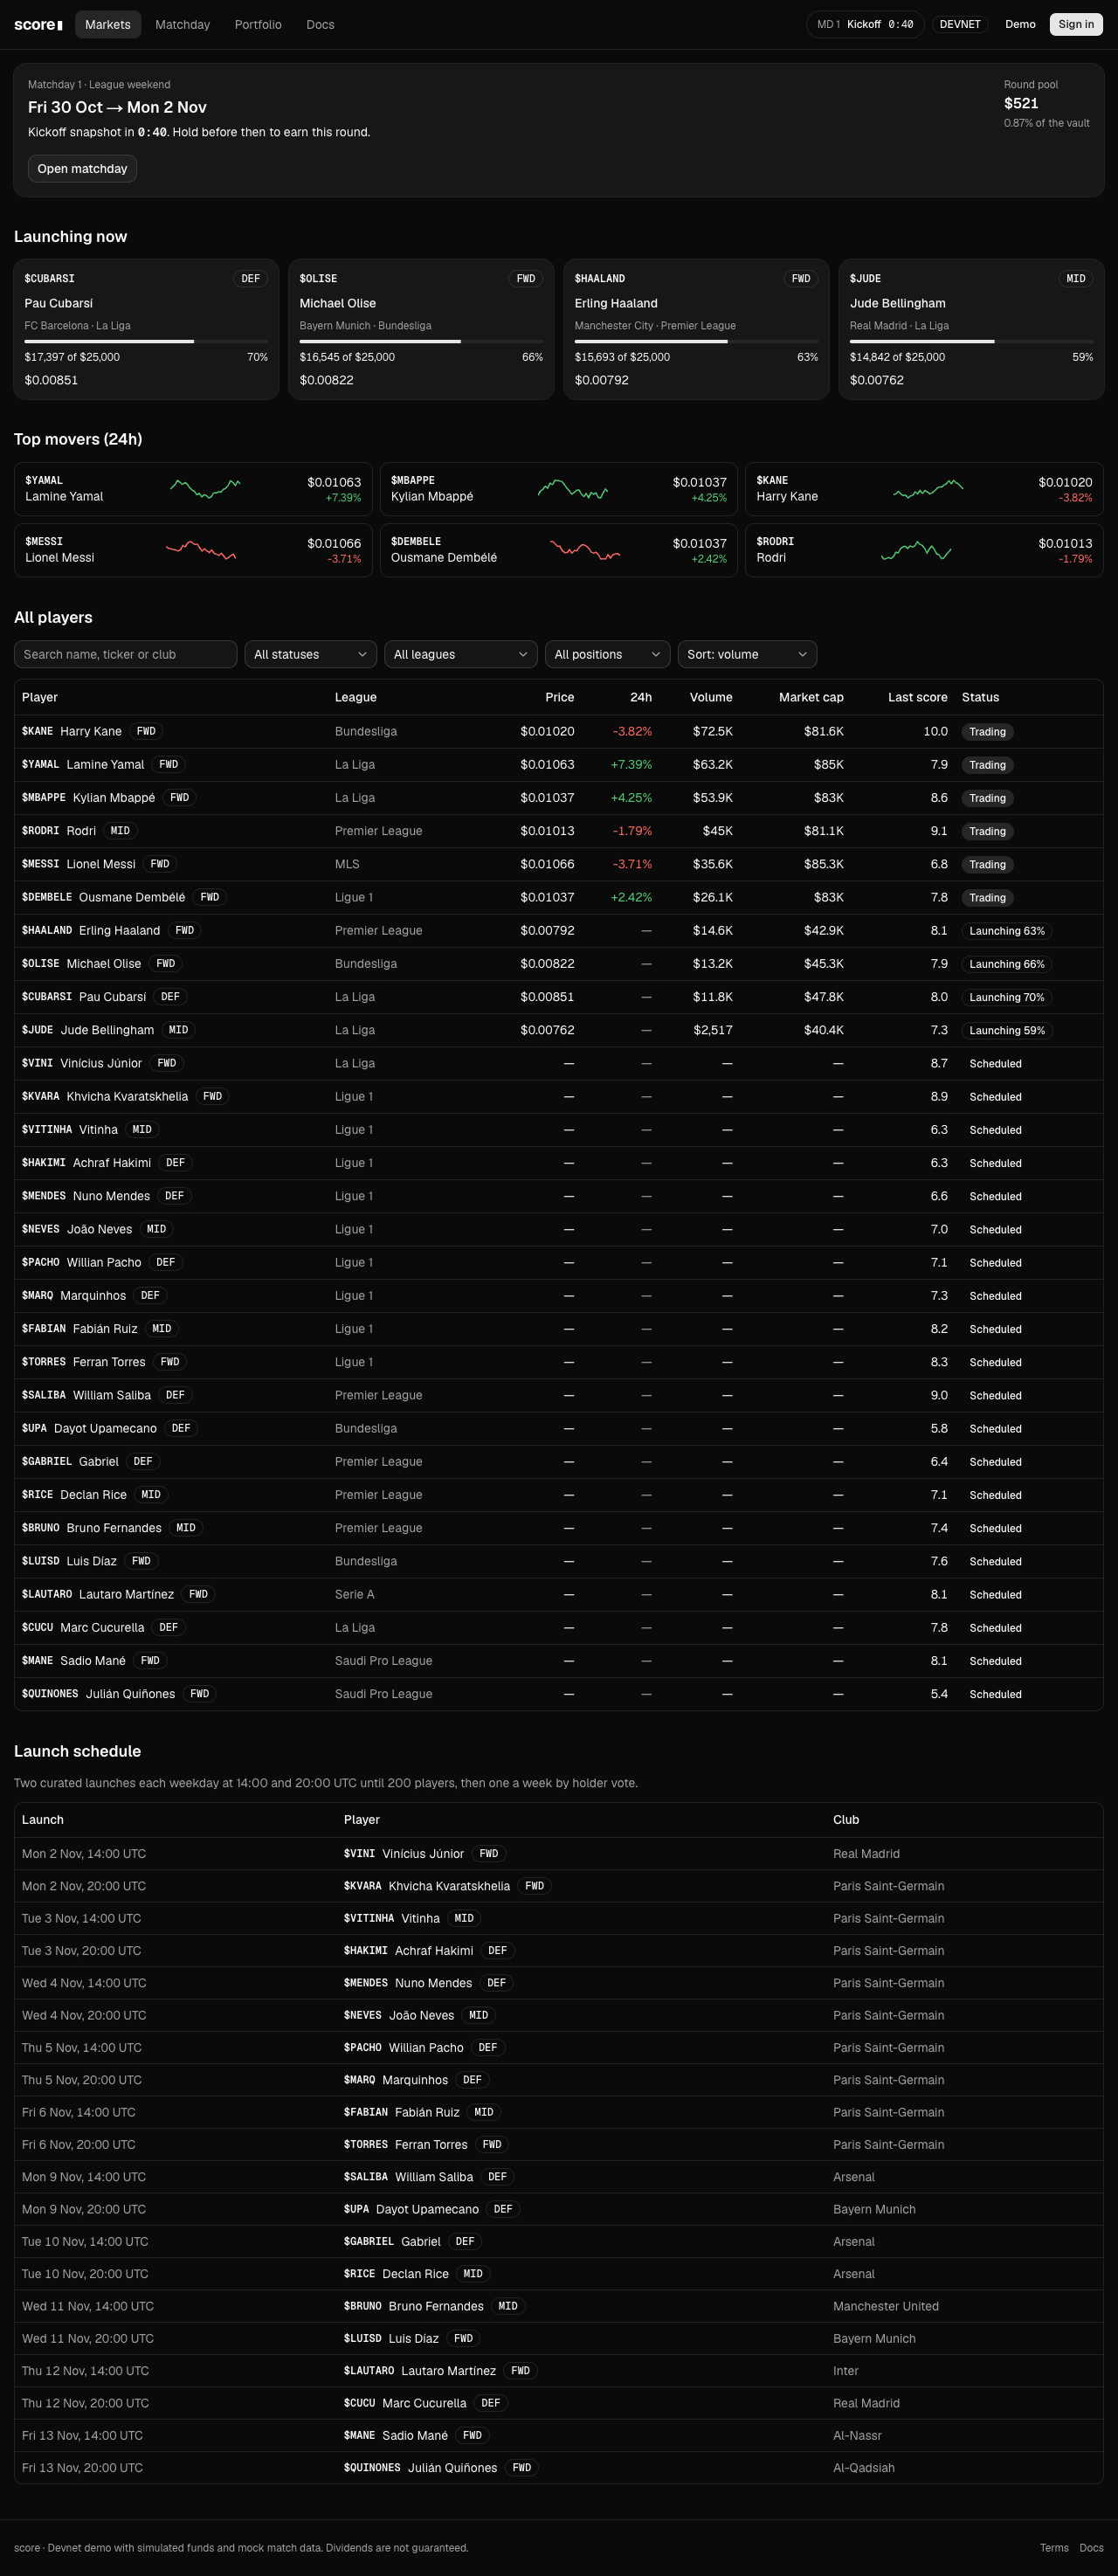 score
Markets Matchday Portfolio Docs MD 1 Kickoff 0:40 DEVNET Demo Sign in
Matchday 1 · League weekend
Fri 30 Oct → Mon 2 Nov
Kickoff snapshot in 0:40. Hold before then to earn this round.
Open matchday
Round pool
$521
0.87% of the vault
Launching now
$CUBARSI DEF
Pau Cubarsí
FC Barcelona · La Liga
$17,397 of $25,000 70%
$0.00851
$OLISE FWD
Michael Olise
Bayern Munich · Bundesliga
$16,545 of $25,000 66%
$0.00822
$HAALAND FWD
Erling Haaland
Manchester City · Premier League
$15,693 of $25,000 63%
$0.00792
$JUDE MID
Jude Bellingham
Real Madrid · La Liga
$14,842 of $25,000 59%
$0.00762
Top movers (24h)
$YAMAL $0.01063
Lamine Yamal +7.39%
$MBAPPE $0.01037
Kylian Mbappé +4.25%
$KANE $0.01020
Harry Kane -3.82%
$MESSI $0.01066
Lionel Messi -3.71%
$DEMBELE $0.01037
Ousmane Dembélé +2.42%
$RODRI $0.01013
Rodri -1.79%
All players
Search name, ticker or club All statuses All leagues All positions Sort: volume
Player League Price 24h Volume Market cap Last score Status
$KANE Harry Kane FWD Bundesliga $0.01020 -3.82% $72.5K $81.6K 10.0 Trading
$YAMAL Lamine Yamal FWD La Liga $0.01063 +7.39% $63.2K $85K 7.9 Trading
$MBAPPE Kylian Mbappé FWD La Liga $0.01037 +4.25% $53.9K $83K 8.6 Trading
$RODRI Rodri MID Premier League $0.01013 -1.79% $45K $81.1K 9.1 Trading
$MESSI Lionel Messi FWD MLS $0.01066 -3.71% $35.6K $85.3K 6.8 Trading
$DEMBELE Ousmane Dembélé FWD Ligue 1 $0.01037 +2.42% $26.1K $83K 7.8 Trading
$HAALAND Erling Haaland FWD Premier League $0.00792 — $14.6K $42.9K 8.1 Launching 63%
$OLISE Michael Olise FWD Bundesliga $0.00822 — $13.2K $45.3K 7.9 Launching 66%
$CUBARSI Pau Cubarsí DEF La Liga $0.00851 — $11.8K $47.8K 8.0 Launching 70%
$JUDE Jude Bellingham MID La Liga $0.00762 — $2,517 $40.4K 7.3 Launching 59%
$VINI Vinícius Júnior FWD La Liga — — — — 8.7 Scheduled
$KVARA Khvicha Kvaratskhelia FWD Ligue 1 — — — — 8.9 Scheduled
$VITINHA Vitinha MID Ligue 1 — — — — 6.3 Scheduled
$HAKIMI Achraf Hakimi DEF Ligue 1 — — — — 6.3 Scheduled
$MENDES Nuno Mendes DEF Ligue 1 — — — — 6.6 Scheduled
$NEVES João Neves MID Ligue 1 — — — — 7.0 Scheduled
$PACHO Willian Pacho DEF Ligue 1 — — — — 7.1 Scheduled
$MARQ Marquinhos DEF Ligue 1 — — — — 7.3 Scheduled
$FABIAN Fabián Ruiz MID Ligue 1 — — — — 8.2 Scheduled
$TORRES Ferran Torres FWD Ligue 1 — — — — 8.3 Scheduled
$SALIBA William Saliba DEF Premier League — — — — 9.0 Scheduled
$UPA Dayot Upamecano DEF Bundesliga — — — — 5.8 Scheduled
$GABRIEL Gabriel DEF Premier League — — — — 6.4 Scheduled
$RICE Declan Rice MID Premier League — — — — 7.1 Scheduled
$BRUNO Bruno Fernandes MID Premier League — — — — 7.4 Scheduled
$LUISD Luis Díaz FWD Bundesliga — — — — 7.6 Scheduled
$LAUTARO Lautaro Martínez FWD Serie A — — — — 8.1 Scheduled
$CUCU Marc Cucurella DEF La Liga — — — — 7.8 Scheduled
$MANE Sadio Mané FWD Saudi Pro League — — — — 8.1 Scheduled
$QUINONES Julián Quiñones FWD Saudi Pro League — — — — 5.4 Scheduled
Launch schedule
Two curated launches each weekday at 14:00 and 20:00 UTC until 200 players, then one a week by holder vote.
Launch Player Club
Mon 2 Nov, 14:00 UTC $VINI Vinícius Júnior FWD Real Madrid
Mon 2 Nov, 20:00 UTC $KVARA Khvicha Kvaratskhelia FWD Paris Saint-Germain
Tue 3 Nov, 14:00 UTC $VITINHA Vitinha MID Paris Saint-Germain
Tue 3 Nov, 20:00 UTC $HAKIMI Achraf Hakimi DEF Paris Saint-Germain
Wed 4 Nov, 14:00 UTC $MENDES Nuno Mendes DEF Paris Saint-Germain
Wed 4 Nov, 20:00 UTC $NEVES João Neves MID Paris Saint-Germain
Thu 5 Nov, 14:00 UTC $PACHO Willian Pacho DEF Paris Saint-Germain
Thu 5 Nov, 20:00 UTC $MARQ Marquinhos DEF Paris Saint-Germain
Fri 6 Nov, 14:00 UTC $FABIAN Fabián Ruiz MID Paris Saint-Germain
Fri 6 Nov, 20:00 UTC $TORRES Ferran Torres FWD Paris Saint-Germain
Mon 9 Nov, 14:00 UTC $SALIBA William Saliba DEF Arsenal
Mon 9 Nov, 20:00 UTC $UPA Dayot Upamecano DEF Bayern Munich
Tue 10 Nov, 14:00 UTC $GABRIEL Gabriel DEF Arsenal
Tue 10 Nov, 20:00 UTC $RICE Declan Rice MID Arsenal
Wed 11 Nov, 14:00 UTC $BRUNO Bruno Fernandes MID Manchester United
Wed 11 Nov, 20:00 UTC $LUISD Luis Díaz FWD Bayern Munich
Thu 12 Nov, 14:00 UTC $LAUTARO Lautaro Martínez FWD Inter
Thu 12 Nov, 20:00 UTC $CUCU Marc Cucurella DEF Real Madrid
Fri 13 Nov, 14:00 UTC $MANE Sadio Mané FWD Al-Nassr
Fri 13 Nov, 20:00 UTC $QUINONES Julián Quiñones FWD Al-Qadsiah
score · Devnet demo with simulated funds and mock match data. Dividends are not guaranteed. Terms Docs